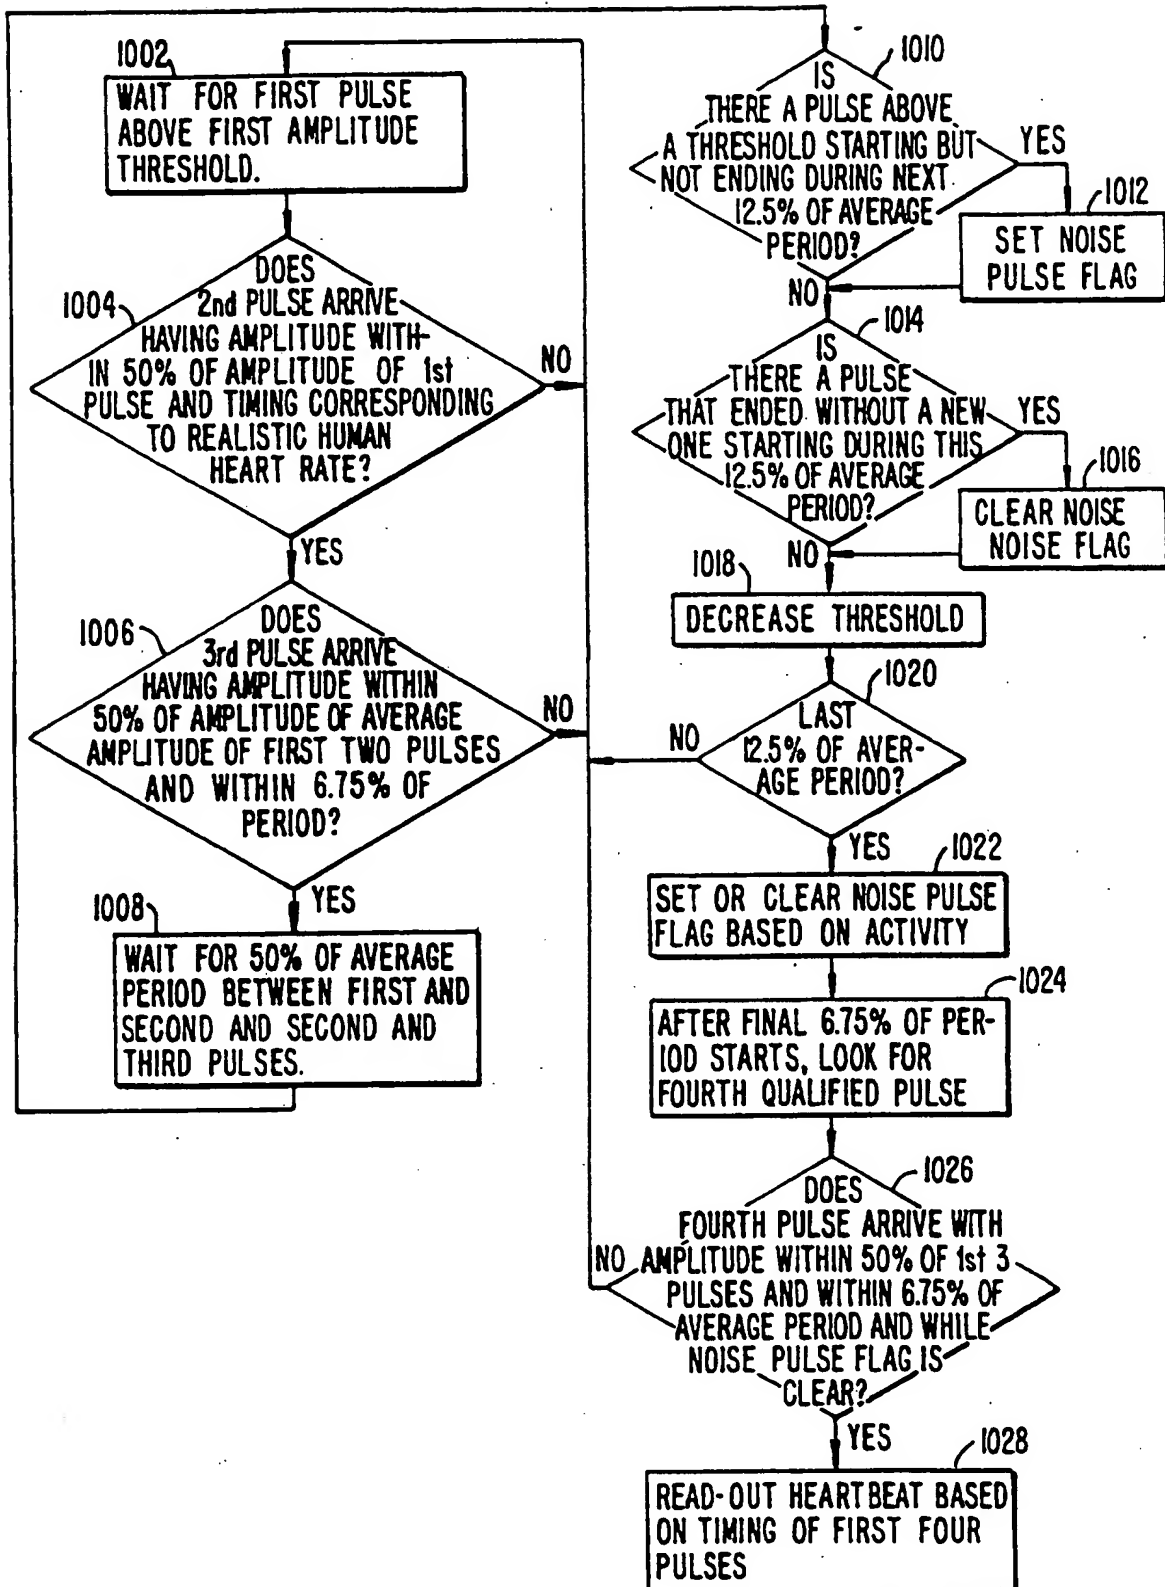 1002
WAIT FOR FIRST PULSE
ABOVE FIRST AMPLITUDE
THRESHOLD.
1004
DOES
2nd PULSE ARRIVE
HAVING AMPLITUDE WITH-
IN 50% OF AMPLITUDE OF 1st
PULSE AND TIMING CORRESPONDING
TO REALISTIC HUMAN
HEART RATE?
NO
YES
1006
DOES
3rd PULSE ARRIVE
HAVING AMPLITUDE WITHIN
50% OF AMPLITUDE OF AVERAGE
AMPLITUDE OF FIRST TWO PULSES
AND WITHIN 6.75% OF
PERIOD?
NO
YES
1008
WAIT FOR 50% OF AVERAGE
PERIOD BETWEEN FIRST AND
SECOND AND SECOND AND
THIRD PULSES.
1010
IS
THERE A PULSE ABOVE
A THRESHOLD STARTING BUT
NOT ENDING DURING NEXT
12.5% OF AVERAGE
PERIOD?
YES
1012
SET NOISE
PULSE FLAG
NO
1014
IS
THERE A PULSE
THAT ENDED WITHOUT A NEW
ONE STARTING DURING THIS
12.5% OF AVERAGE
PERIOD?
YES
1016
CLEAR NOISE
NOISE FLAG
NO
1018
DECREASE THRESHOLD
1020
LAST
12.5% OF AVER-
AGE PERIOD?
NO
YES
1022
SET OR CLEAR NOISE PULSE
FLAG BASED ON ACTIVITY
1024
AFTER FINAL 6.75% OF PER-
IOD STARTS, LOOK FOR
FOURTH QUALIFIED PULSE
1026
DOES
FOURTH PULSE ARRIVE WITH
AMPLITUDE WITHIN 50% OF 1st 3
PULSES AND WITHIN 6.75% OF
AVERAGE PERIOD AND WHILE
NOISE PULSE FLAG IS
CLEAR?
NO
YES
1028
READ-OUT HEARTBEAT BASED
ON TIMING OF FIRST FOUR
PULSES